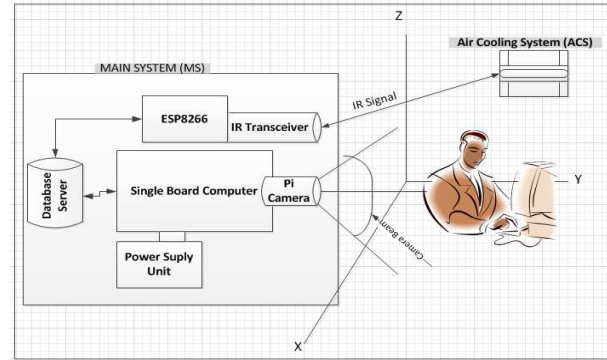 Z
Air Cooling System (ACS)
MAIN SYSTEM (MS)
IR Signal
ESP8266
IR Transceiver
Database
Server
Single Board Computer
Pi
Camera
Y
Camera Beam
Power Suply
Unit
X